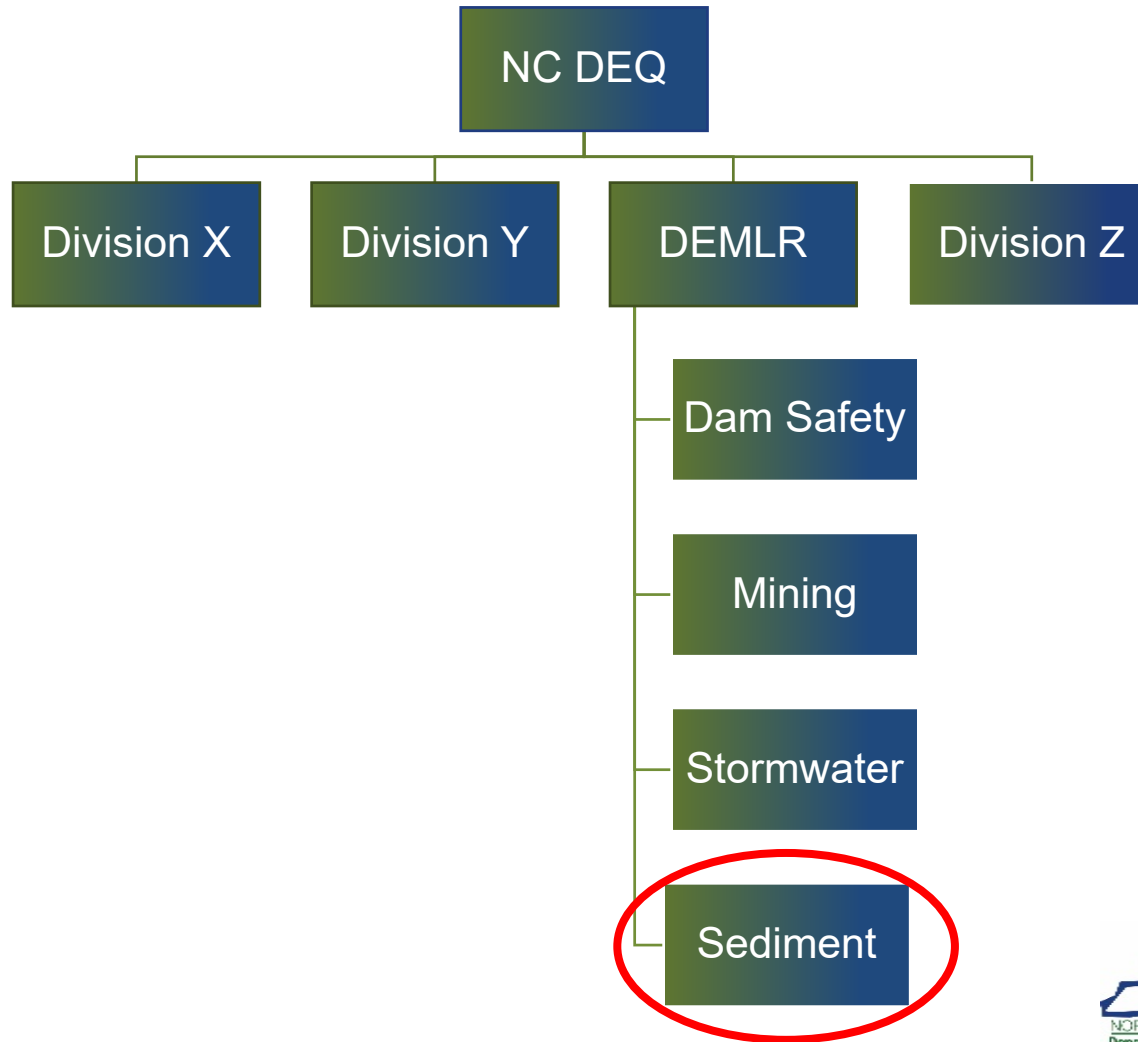 NC DEQ
Division X
Division Y
DEMLR
Division Z
Dam Safety
Mining
Stormwater
Sediment